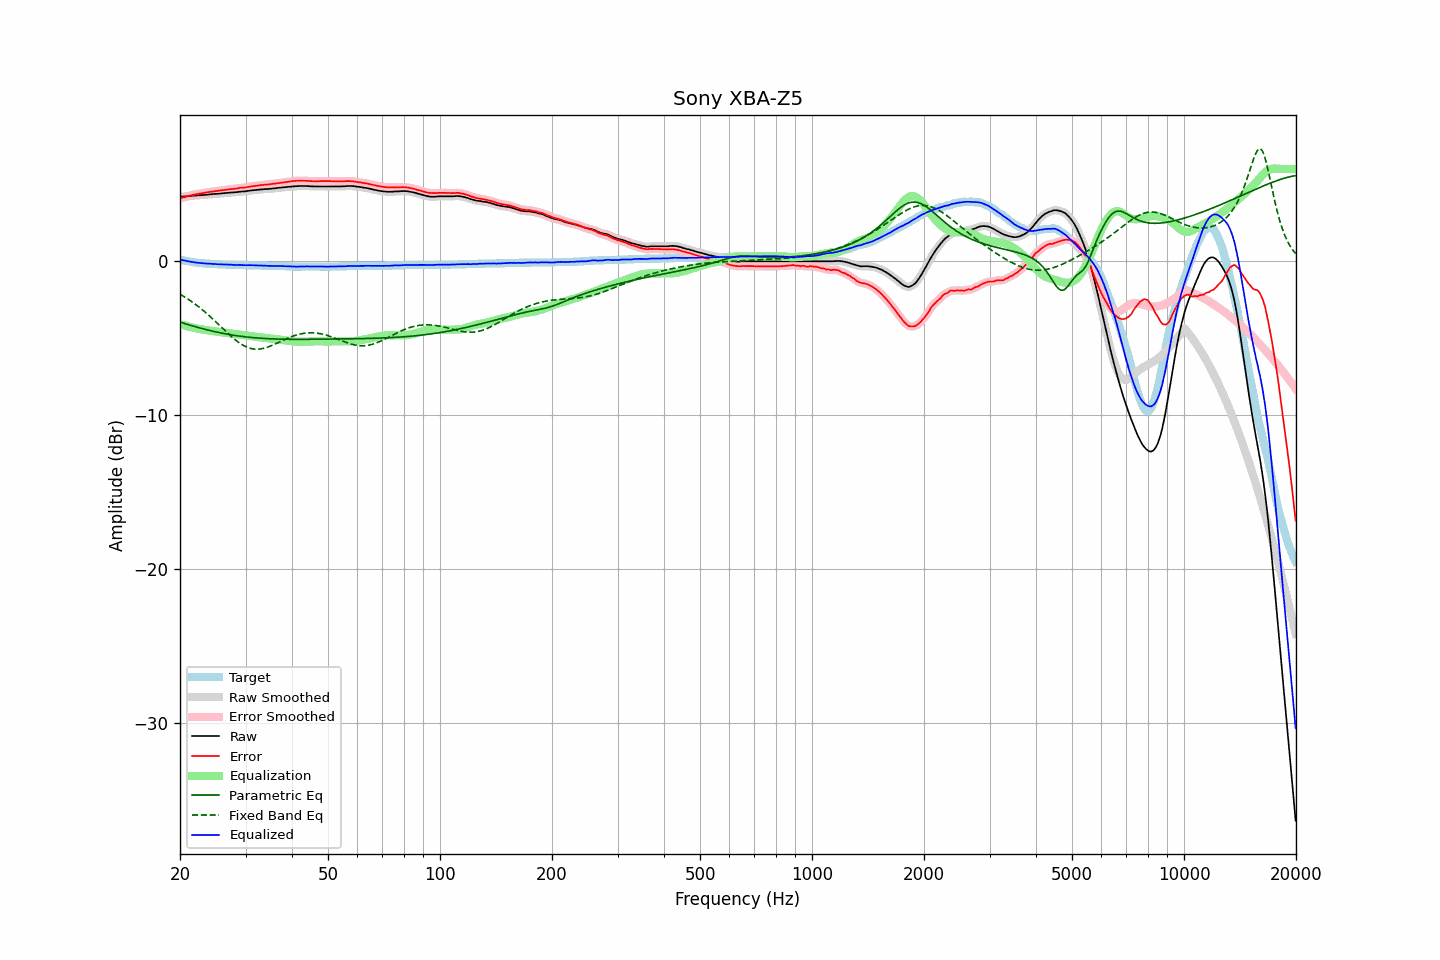 Sony XBA-Z5
Amplitude (dBr)
0
−10
−20
−30
Target
Raw Smoothed
Error Smoothed
Raw
Error
Equalization
Parametric Eq
Fixed Band Eq
Equalized
20 50 100 200 500 1000 2000 5000 10000 20000
Frequency (Hz)